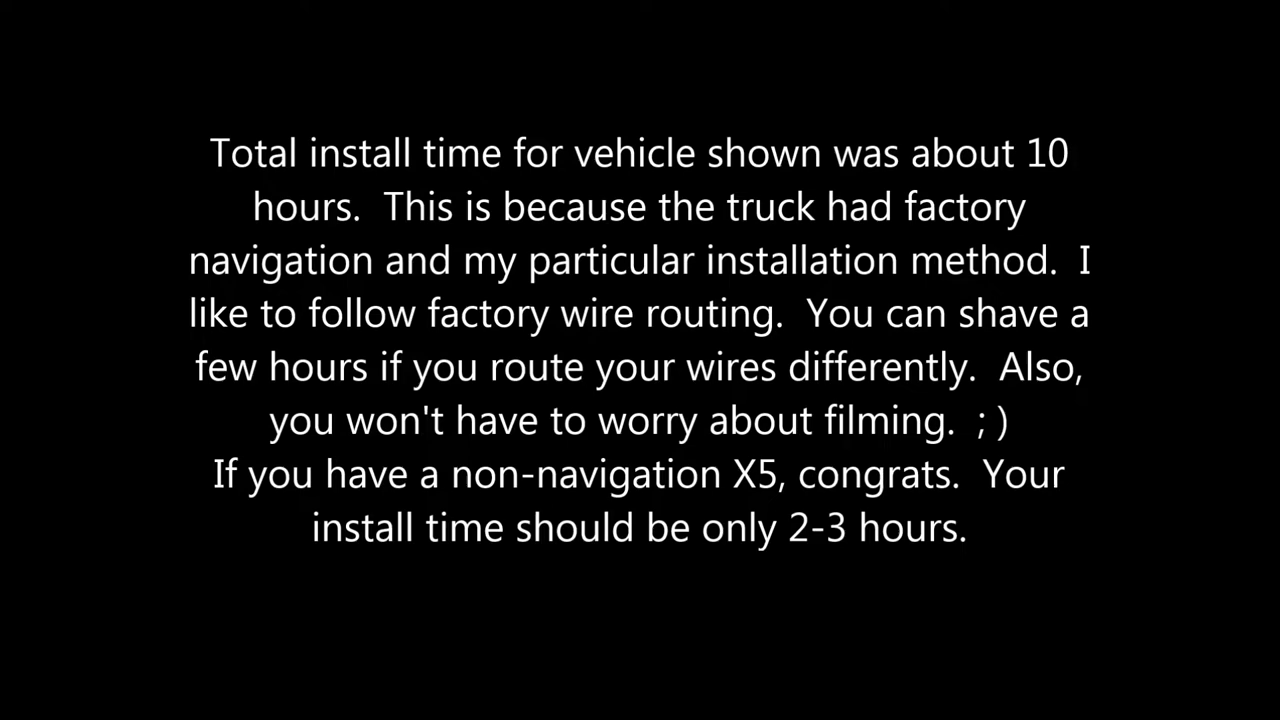 Total install time for vehicle shown was about 10
hours.  This is because the truck had factory
navigation and my particular installation method.  I
like to follow factory wire routing.  You can shave a
few hours if you route your wires differently.  Also,
you won't have to worry about filming.  ; )
If you have a non-navigation X5, congrats.  Your
install time should be only 2-3 hours.